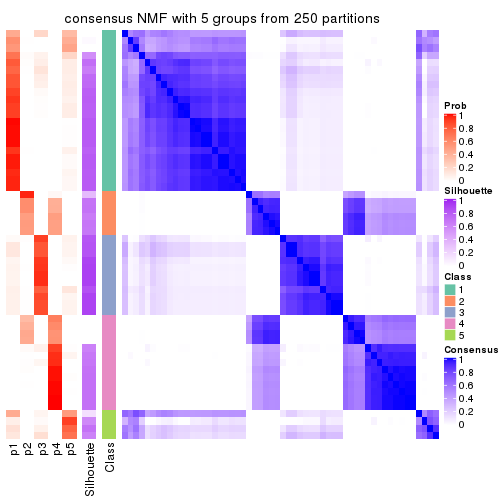 consensus NMF with 5 groups from 250 partitions
Prob
1
0.8
0.6
0.4
0.2
0
Silhouette
1
0.8
0.6
0.4
0.2
0
Class
1
2
3
4
5
Consensus
1
0.8
0.6
0.4
0.2
0
p1
p2
p3
p4
p5
Silhouette
Class